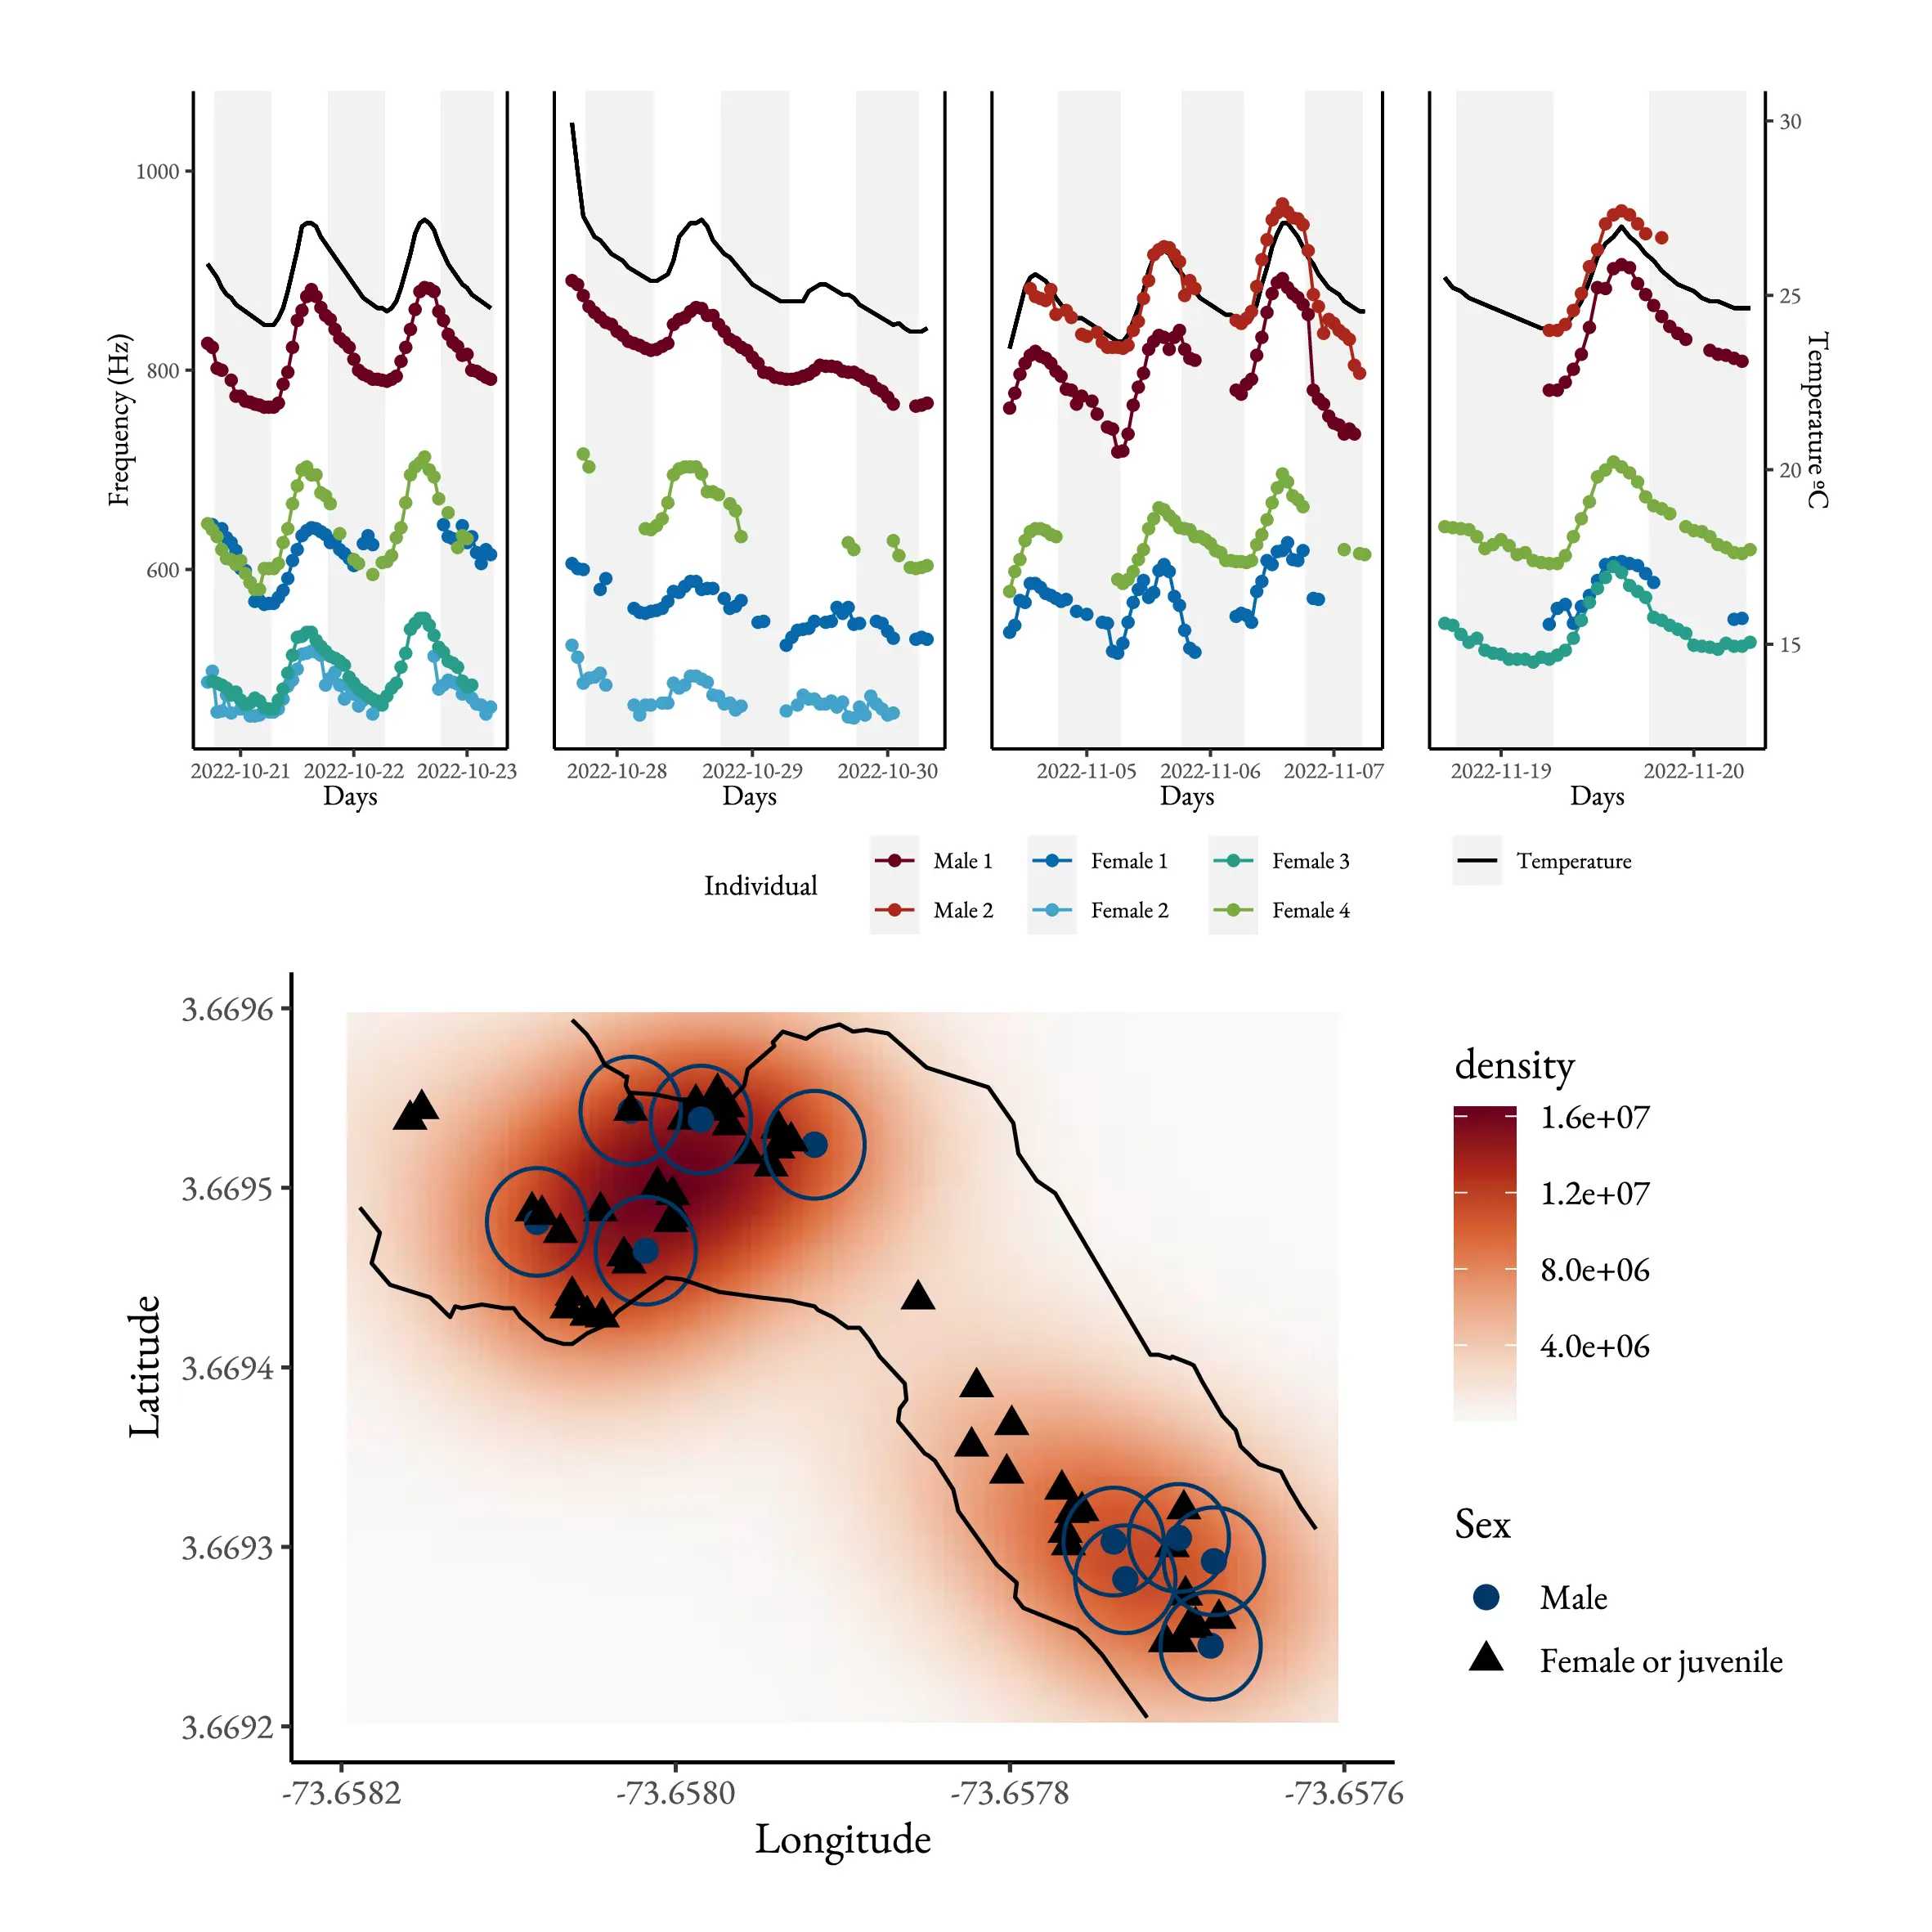 1000
800
600
Frequency (Hz)
30
25
20
15
Temperature ºC
2022-10-21 2022-10-22 2022-10-23
Days
2022-10-28 2022-10-29 2022-10-30
Days
2022-11-05 2022-11-06 2022-11-07
Days
2022-11-19 2022-11-20
Days
Individual
Male 1 Female 1 Female 3
Male 2 Female 2 Female 4
Temperature
3.6696
3.6695
3.6694
3.6693
3.6692
Latitude
-73.6582 -73.6580 -73.6578 -73.6576
Longitude
density
1.6e+07
1.2e+07
8.0e+06
4.0e+06
Sex
Male
Female or juvenile